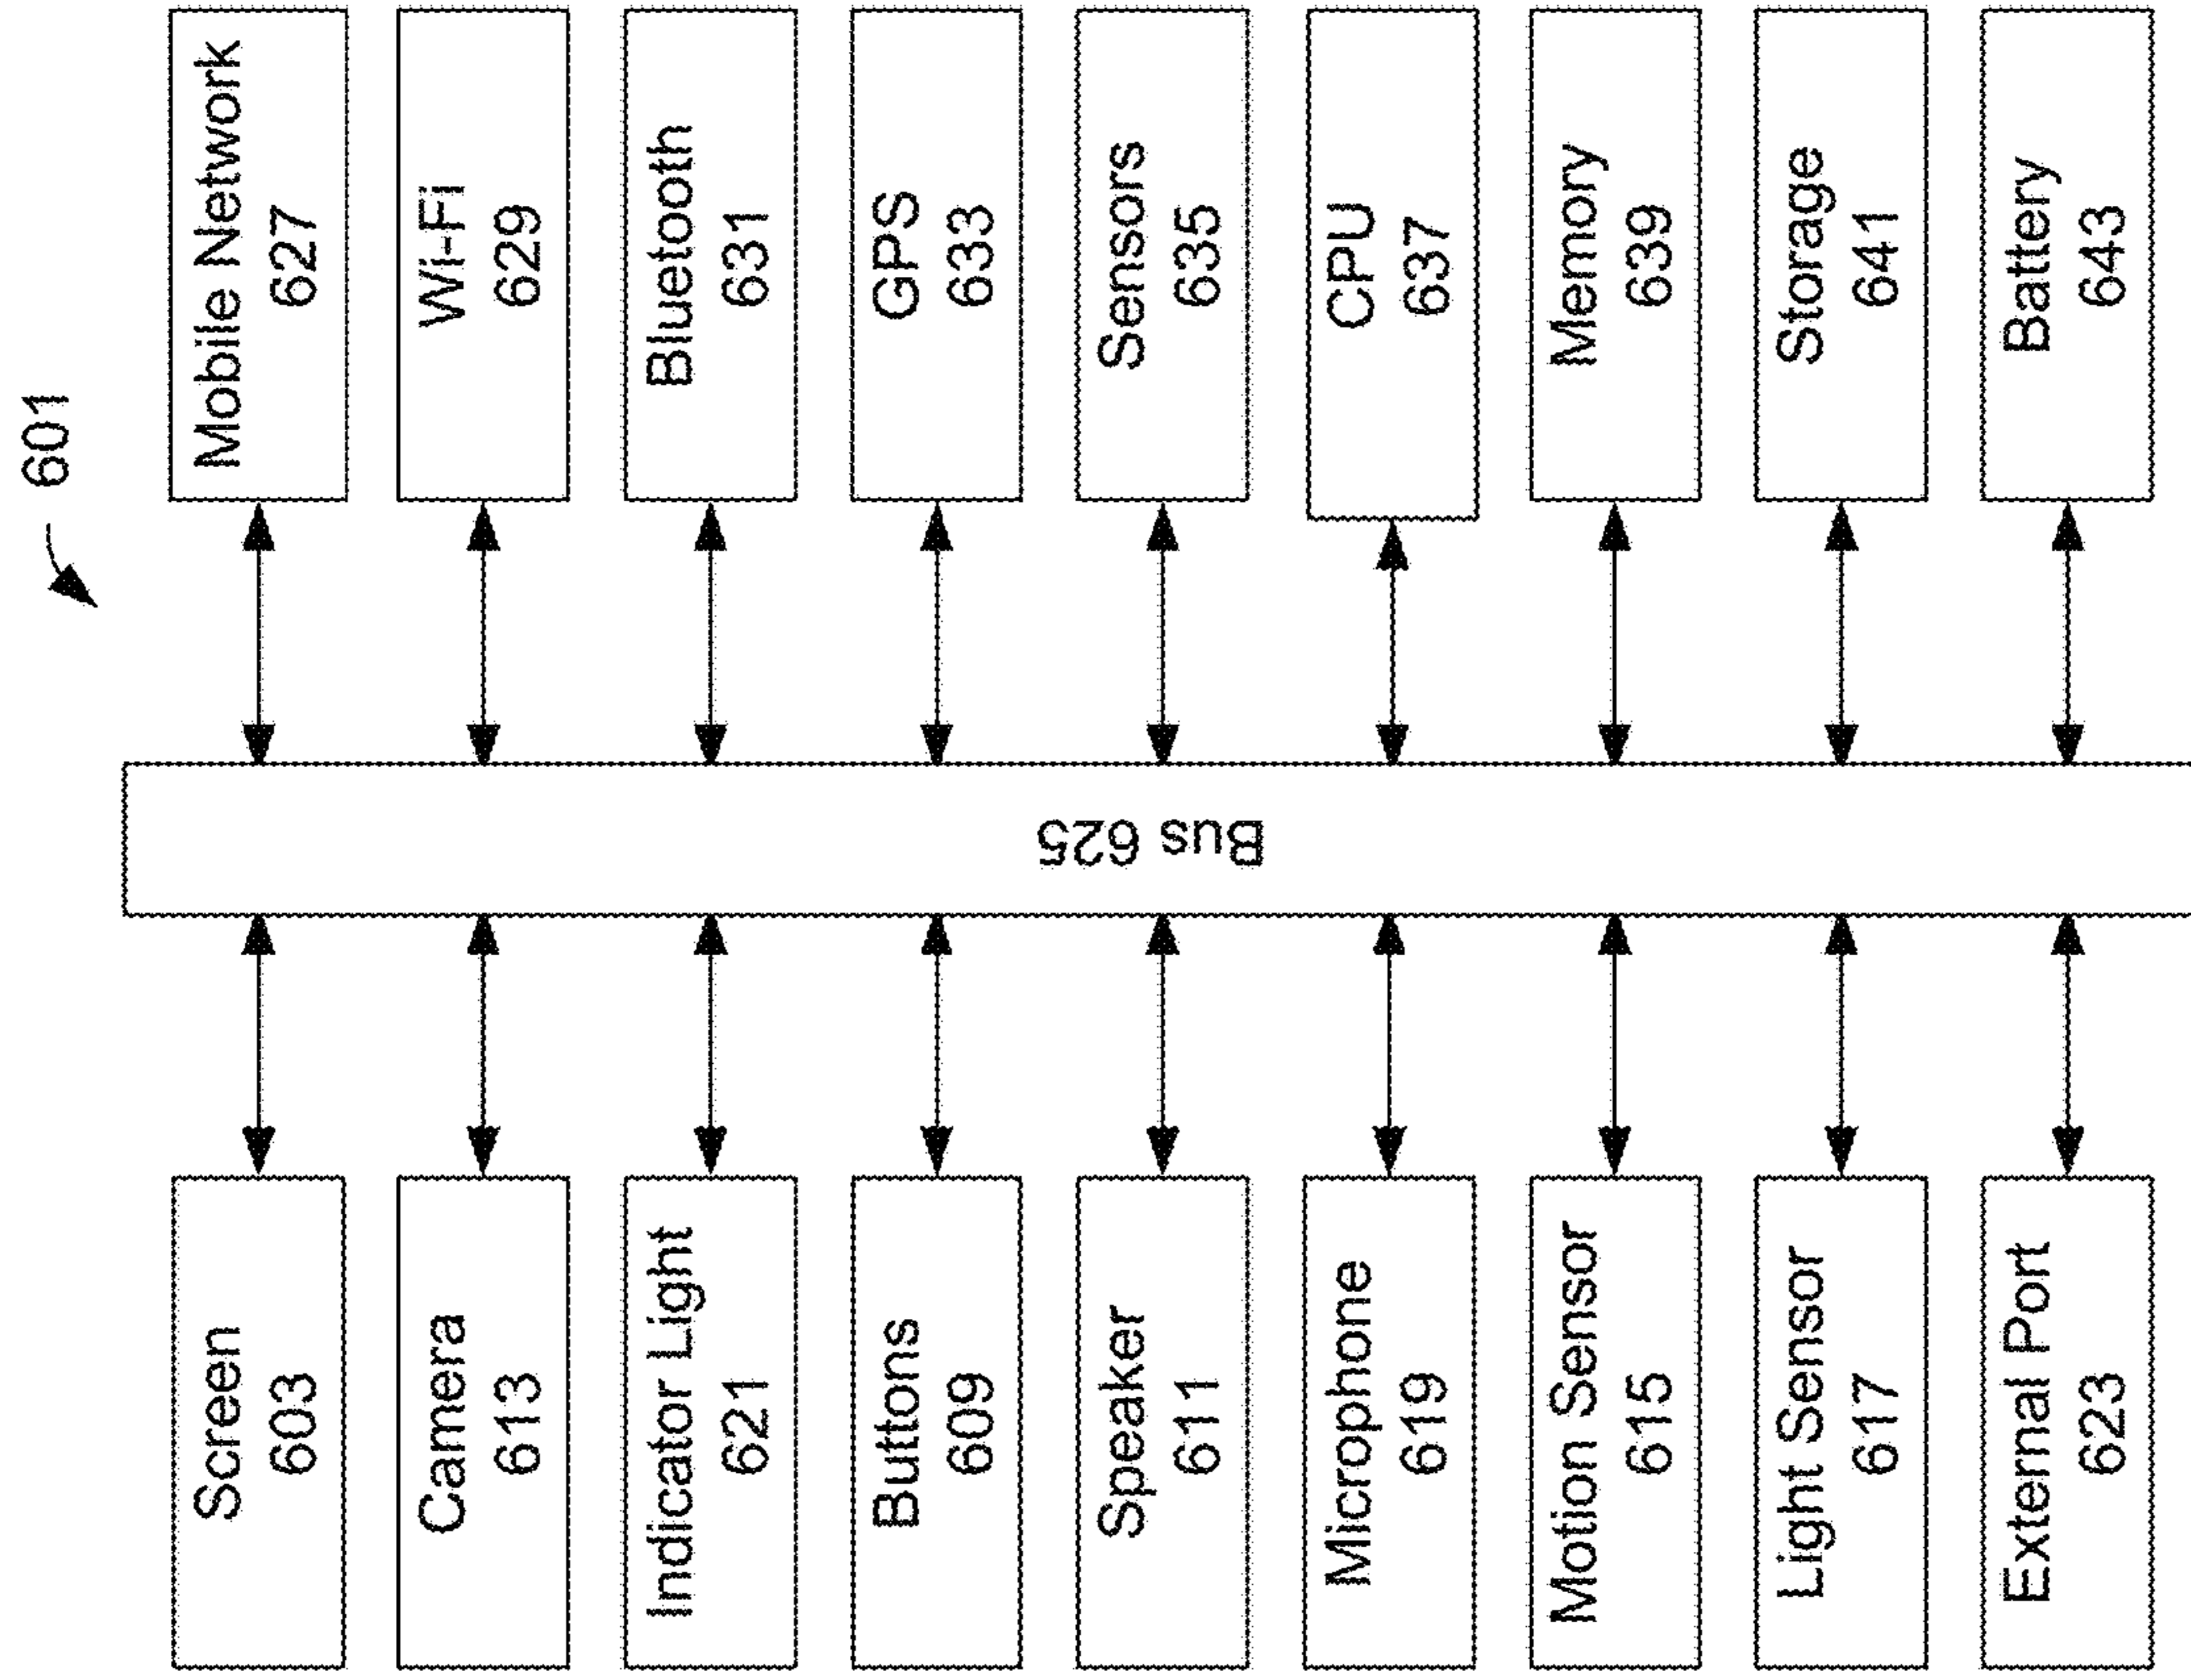 601
Screen
603
Camera
613
Indicator Light
621
Buttons
609
Speaker
611
Microphone
619
Motion Sensor
615
Light Sensor
617
External Port
623
Bus 625
Mobile Network
627
Wi-Fi
629
Bluetooth
631
GPS
633
Sensors
635
CPU
637
Memory
639
Storage
641
Battery
643